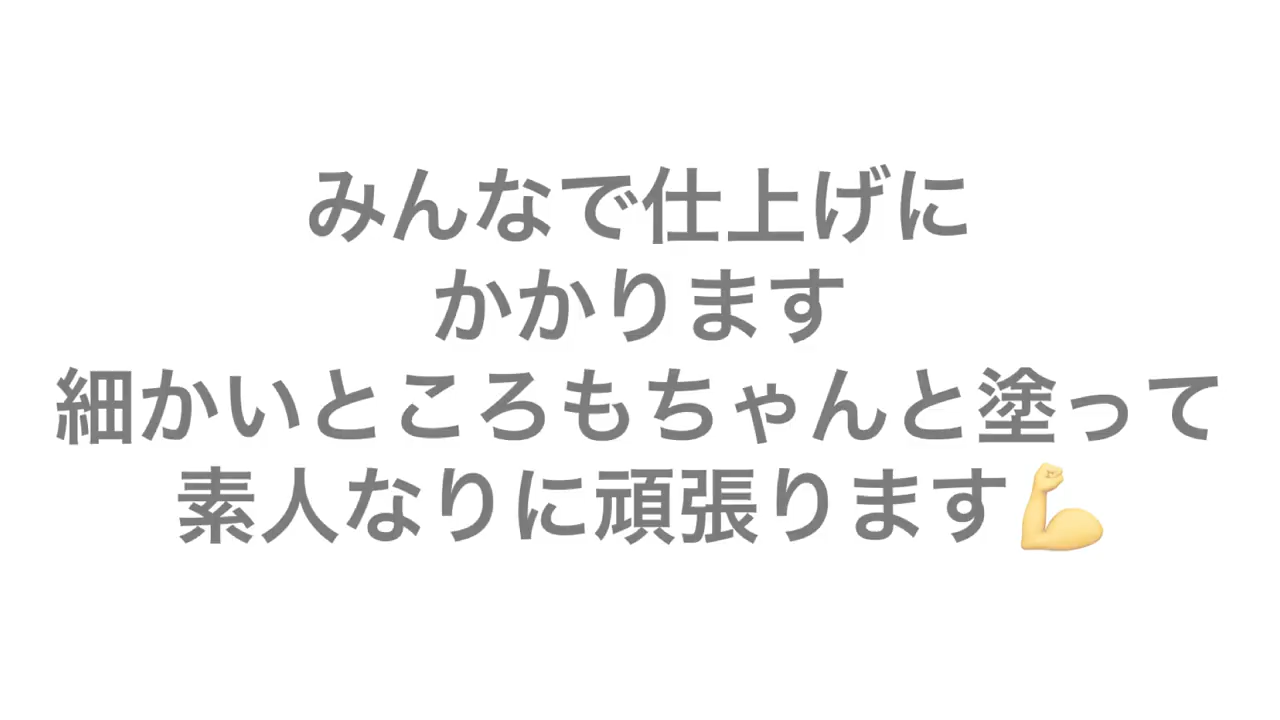 みんなで仕上げに
かかります
細かいところもちゃんと塗って
素人なりに頑張ります💪